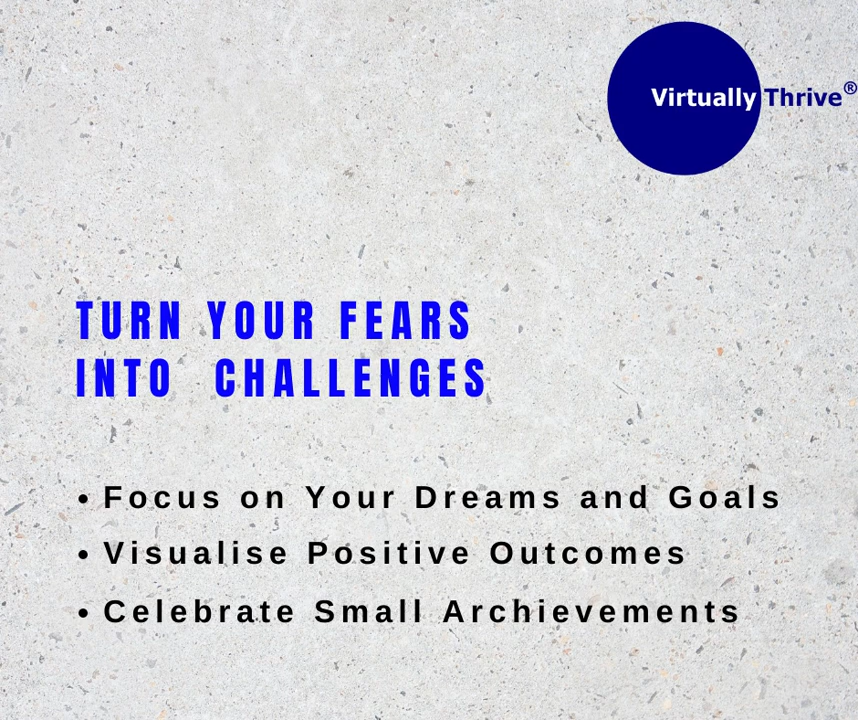 Virtually Thrive®
TURN YOUR FEARS
INTO CHALLENGES
• Focus on Your Dreams and Goals
• Visualise Positive Outcomes
• Celebrate Small Archievements